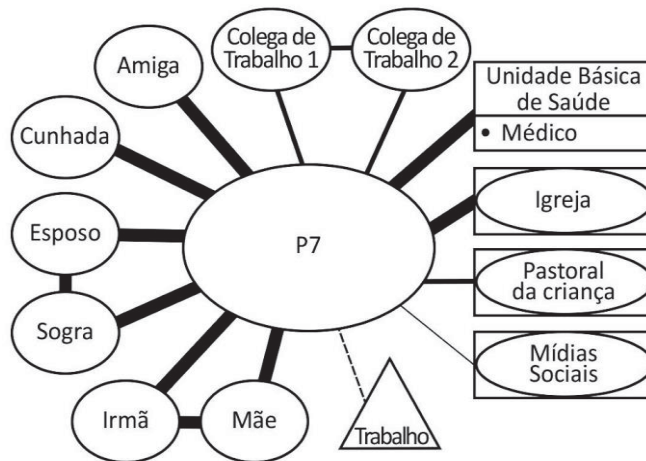 Colega de
Trabalho 1
Colega de
Trabalho 2
Amiga
Unidade Básica
de Saúde
• Médico
Cunhada
Igreja
Esposo
P7
Pastoral
da criança
Sogra
Mídias
Sociais
Irmã
Mãe
Trabalho